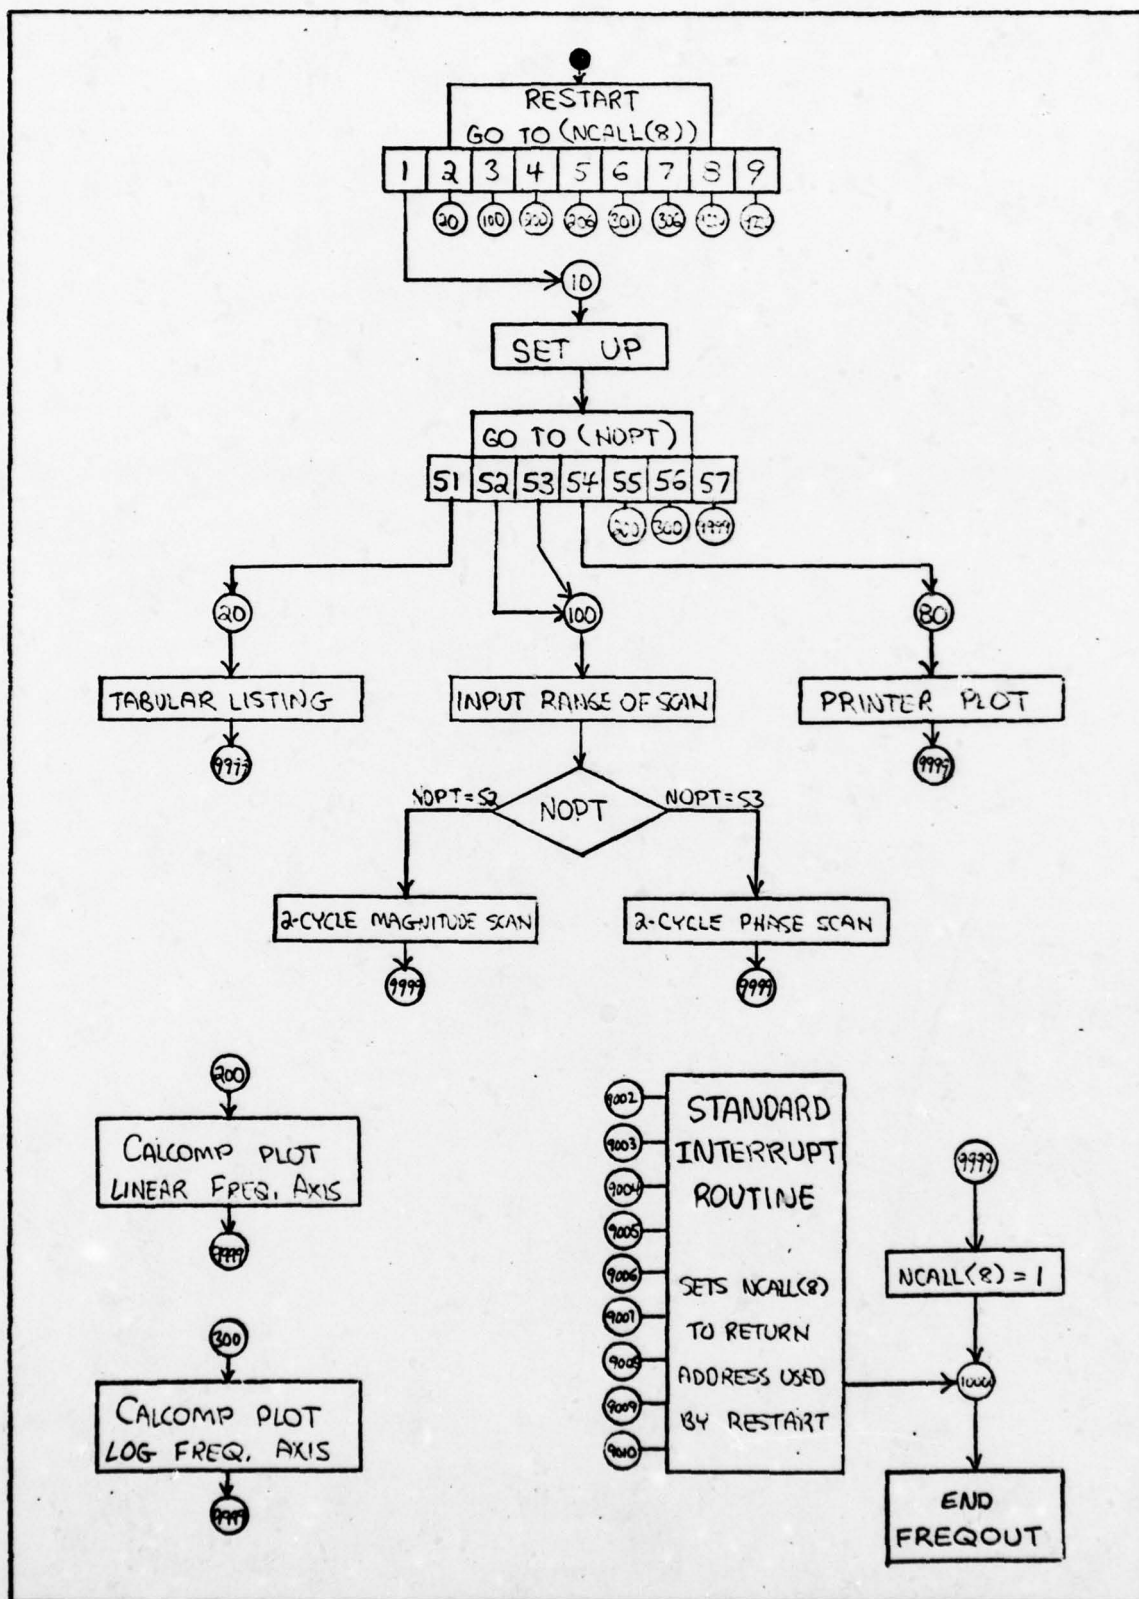 RESTART
GO TO (NCALL(8))
1 2 3 4 5 6 7 8 9
20 100 200 206 301 306
10
SET UP
GO TO (NOPT)
51 52 53 54 55 56 57
200 300 9999
20 100 80
TABULAR LISTING
INPUT RANGE OF SCAN
PRINTER PLOT
9999
9999
NOPT=52
NOPT
NOPT=53
2-CYCLE MAGNITUDE SCAN
2-CYCLE PHASE SCAN
9999
9999
200
CALCOMP PLOT
LINEAR FREQ. AXIS
9999
300
CALCOMP PLOT
LOG FREQ. AXIS
9999
9002
9003
9004
9005
9006
9007
9009
9010
STANDARD
INTERRUPT
ROUTINE
SETS NCALL(8)
TO RETURN
ADDRESS USED
BY RESTART
9999
NCALL(8) = 1
END
FREQOUT